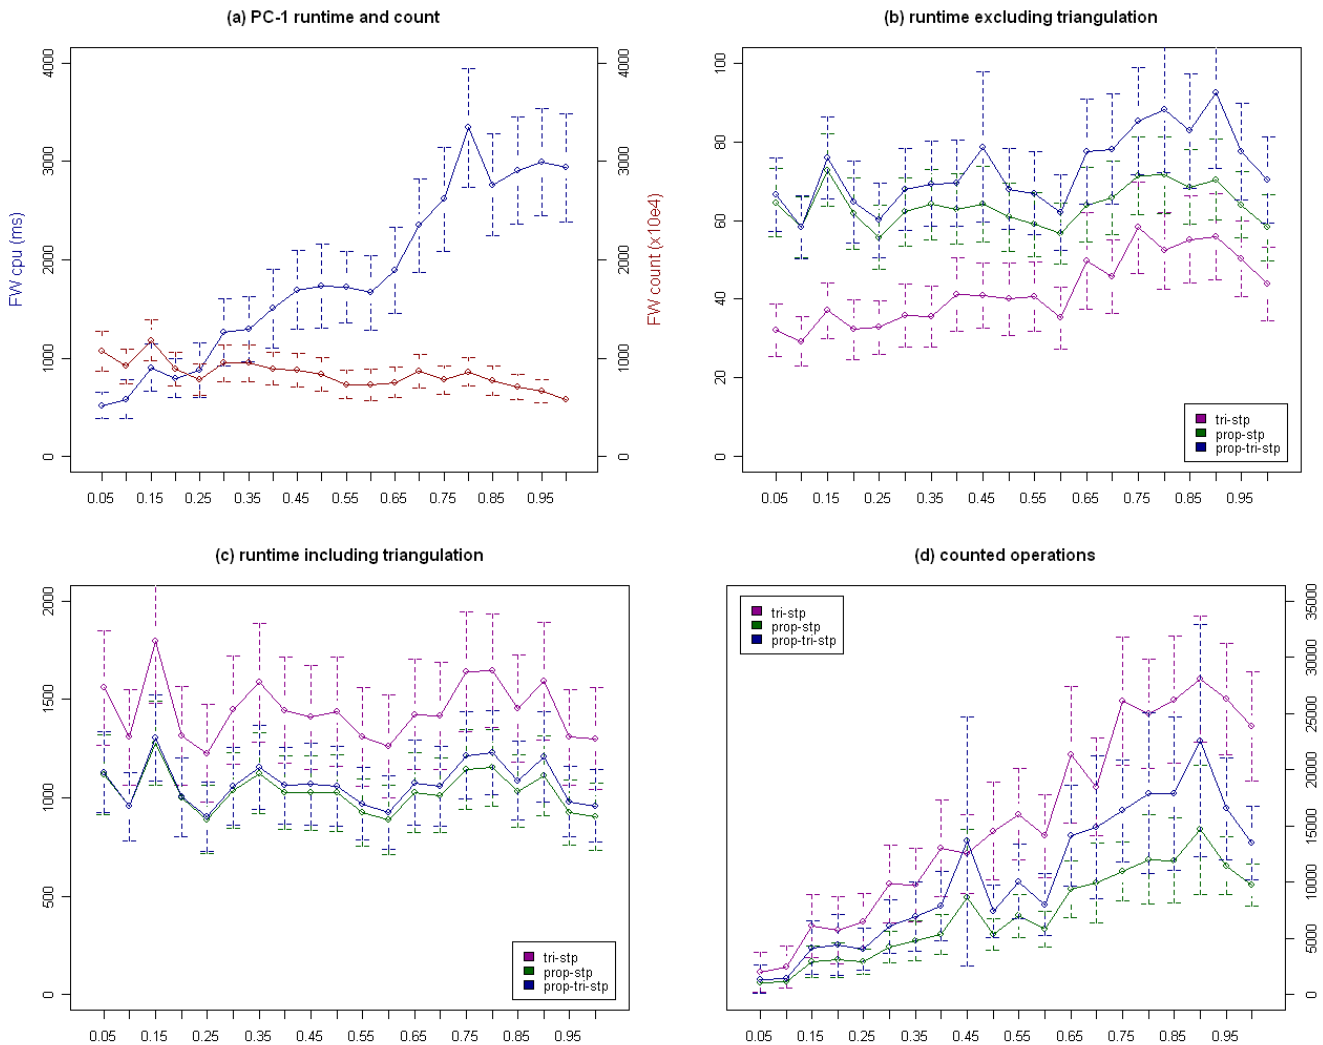 (a) PC-1 runtime and count
FW cpu (ms)
0 1000 2000 3000 4000
0 1000 2000 3000 4000
FW count (x10e4)
0.05 0.15 0.25 0.35 0.45 0.55 0.65 0.75 0.85 0.95
(b) runtime excluding triangulation
0 20 40 60 80 100
tri-stp
prop-stp
prop-tri-stp
0.05 0.15 0.25 0.35 0.45 0.55 0.65 0.75 0.85 0.95
(c) runtime including triangulation
0 500 1000 1500 2000
tri-stp
prop-stp
prop-tri-stp
0.05 0.15 0.25 0.35 0.45 0.55 0.65 0.75 0.85 0.95
(d) counted operations
tri-stp
prop-stp
prop-tri-stp
0 5000 10000 15000 20000 25000 30000 35000
0.05 0.15 0.25 0.35 0.45 0.55 0.65 0.75 0.85 0.95